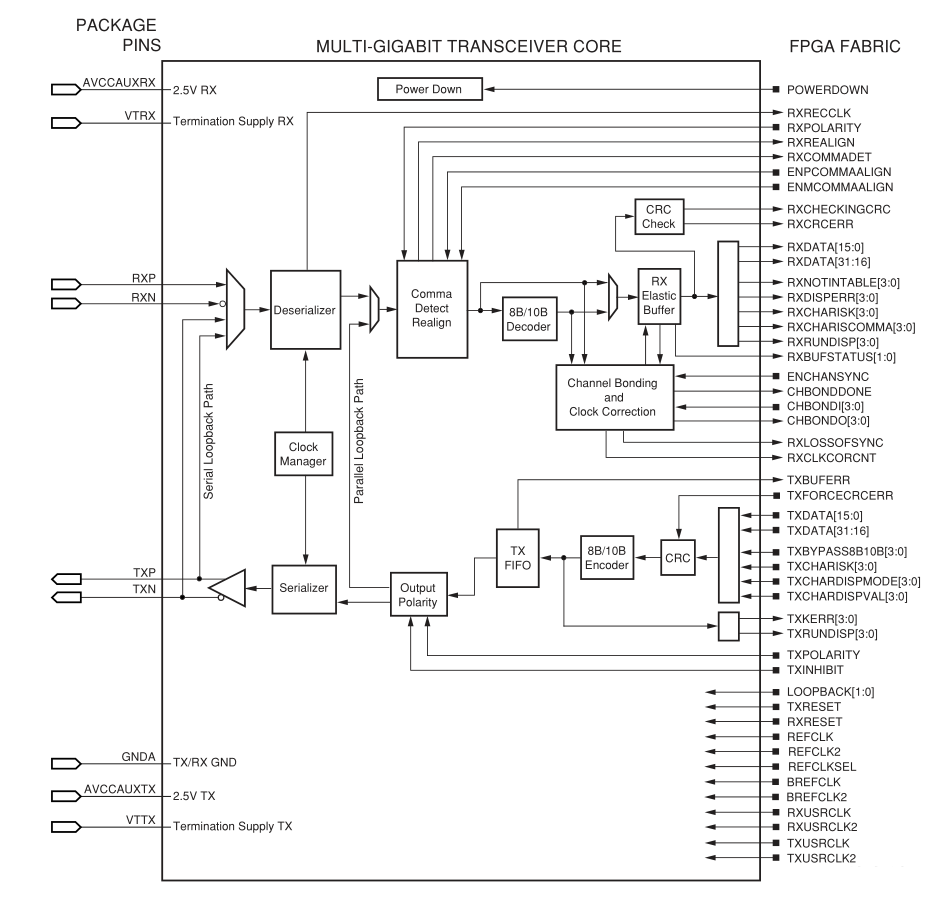 PACKAGE
PINS
MULTI-GIGABIT TRANSCEIVER CORE
FPGA FABRIC
AVCCAUXRX
2.5V RX
VTRX
Termination Supply RX
Power Down
POWERDOWN
RXRECCLK
RXPOLARITY
RXREALIGN
RXCOMMADET
ENPCOMMAALIGN
ENMCOMMAALIGN
CRC
Check
RXCHECKINGCRC
RXCRCERR
RXP
RXN
Deserializer
Comma
Detect
Realign
8B/10B
Decoder
RX
Elastic
Buffer
RXDATA[15:0]
RXDATA[31:16]
RXNOTINTABLE[3:0]
RXDISPERR[3:0]
RXCHARISK[3:0]
RXCHARISCOMMA[3:0]
RXRUNDISP[3:0]
RXBUFSTATUS[1:0]
Channel Bonding
and
Clock Correction
ENCHANSYNC
CHBONDDONE
CHBONDI[3:0]
CHBONDO[3:0]
RXLOSSOFSYNC
RXCLKCORCNT
Serial Loopback Path
Clock
Manager
Parallel Loopback Path
TXBUFERR
TXFORCECRCERR
TXDATA[15:0]
TXDATA[31:16]
TXBYPASS8B10B[3:0]
TXCHARISK[3:0]
TXCHARDISPMODE[3:0]
TXCHARDISPVAL[3:0]
TX
FIFO
8B/10B
Encoder
CRC
TXP
TXN
Serializer
Output
Polarity
TXKERR[3:0]
TXRUNDISP[3:0]
TXPOLARITY
TXINHIBIT
LOOPBACK[1:0]
TXRESET
RXRESET
REFCLK
REFCLK2
REFCLKSEL
BREFCLK
BREFCLK2
RXUSRCLK
RXUSRCLK2
TXUSRCLK
TXUSRCLK2
GNDA
TX/RX GND
AVCCAUXTX
2.5V TX
VTTX
Termination Supply TX